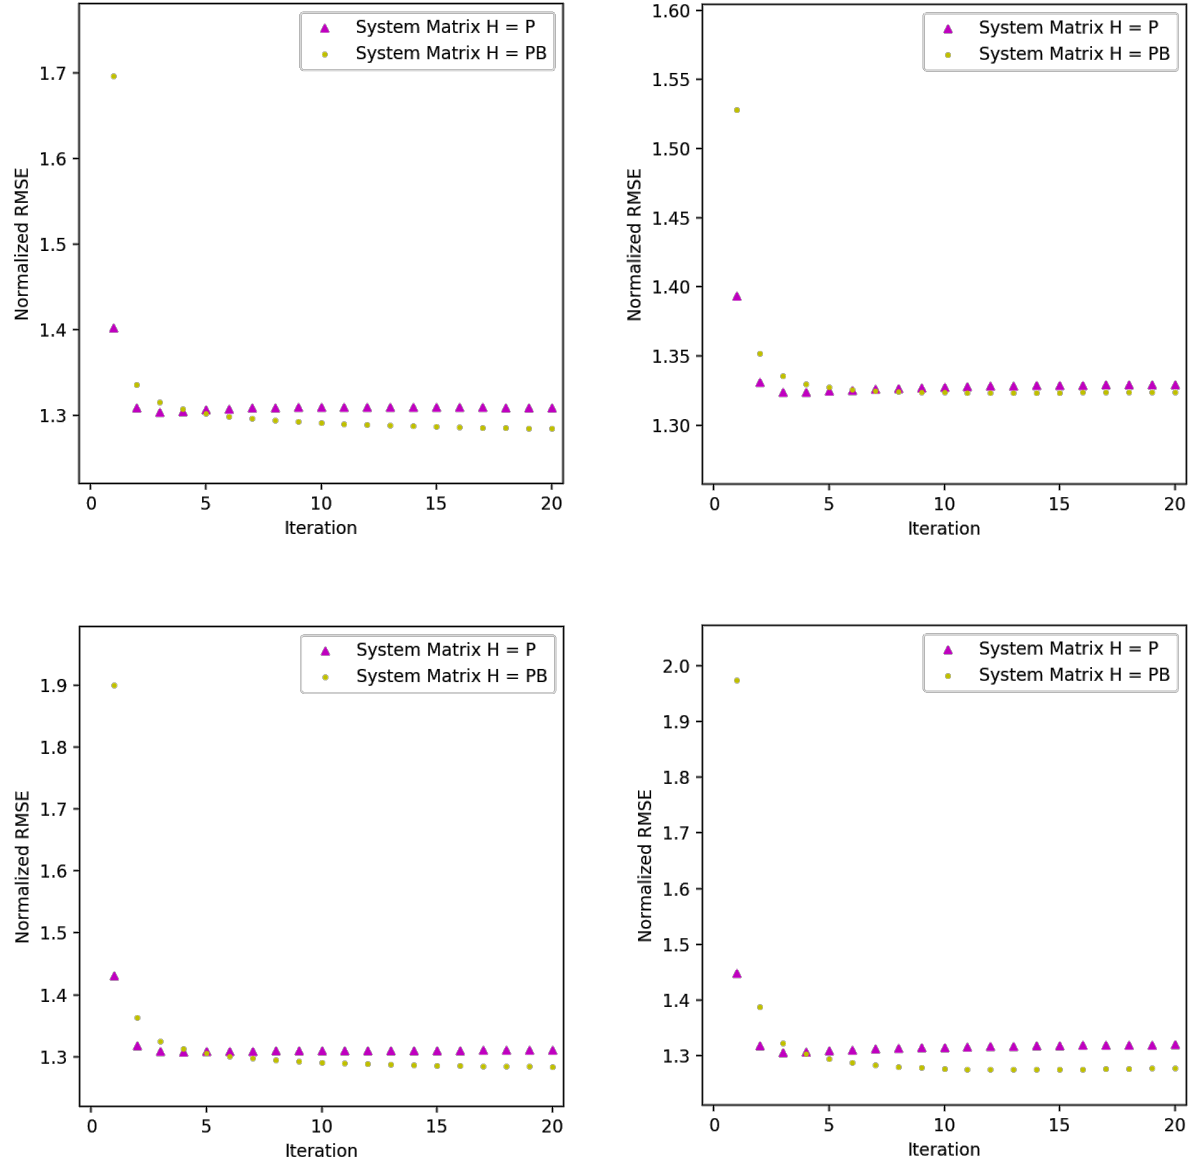 System Matrix H = P
System Matrix H = PB
1.7
1.6
1.5
1.4
1.3
Normalized RMSE
0 5 10 15 20
Iteration
System Matrix H = P
System Matrix H = PB
1.60
1.55
1.50
1.45
1.40
1.35
1.30
Normalized RMSE
0 5 10 15 20
Iteration
System Matrix H = P
System Matrix H = PB
1.9
1.8
1.7
1.6
1.5
1.4
1.3
Normalized RMSE
0 5 10 15 20
Iteration
System Matrix H = P
System Matrix H = PB
2.0
1.9
1.8
1.7
1.6
1.5
1.4
1.3
Normalized RMSE
0 5 10 15 20
Iteration